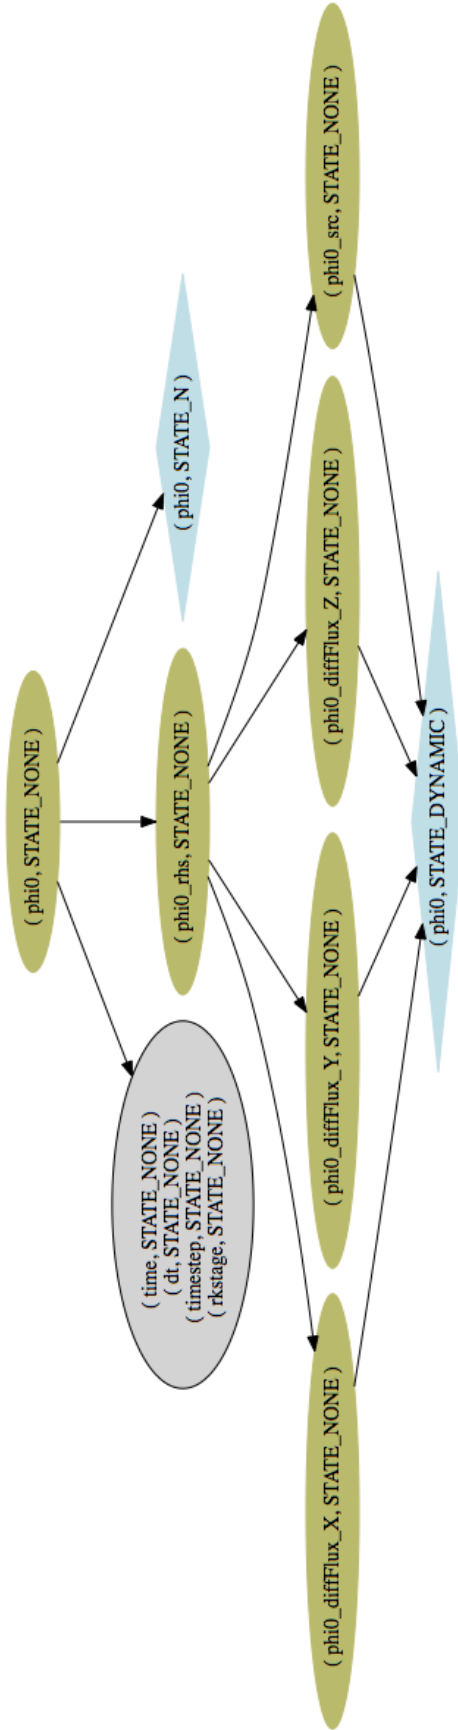 ( phi0, STATE_NONE )
( time, STATE_NONE )
( dt, STATE_NONE )
( timestep, STATE_NONE )
( rkstage, STATE_NONE )
( phi0_rhs, STATE_NONE )
( phi0, STATE_N )
( phi0_diffFlux_X, STATE_NONE )
( phi0_diffFlux_Y, STATE_NONE )
( phi0_diffFlux_Z, STATE_NONE )
( phi0_src, STATE_NONE )
( phi0, STATE_DYNAMIC )